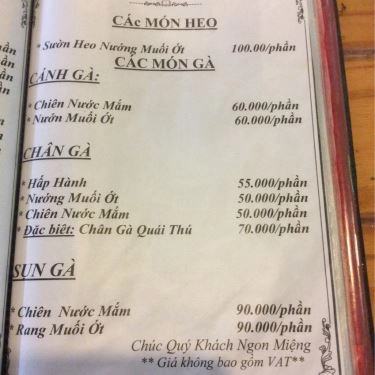 CÁc MÓN HEO
* Sườn Heo Nướng Muối Ớt 100.00/phần
CÁC MÓN GÀ
CÁNH GÀ:
* Chiên Nước Mắm 60.000/phần
* Nướn Muối Ớt 60.000/phần
CHÂN GÀ
* Hấp Hành 55.000/phần
* Nướng Muối Ớt 50.000/phần
* Chiên Nước Mắm 50.000/phần
* Đặc biêt: Chân Gà Quái Thú 70.000/phần
SUN GÀ
* Chiên Nước Mắm 90.000/phần
* Rang Muối Ớt 90.000/phần
Chúc Quý Khách Ngon Miệng
** Giá không bao gồm VAT**